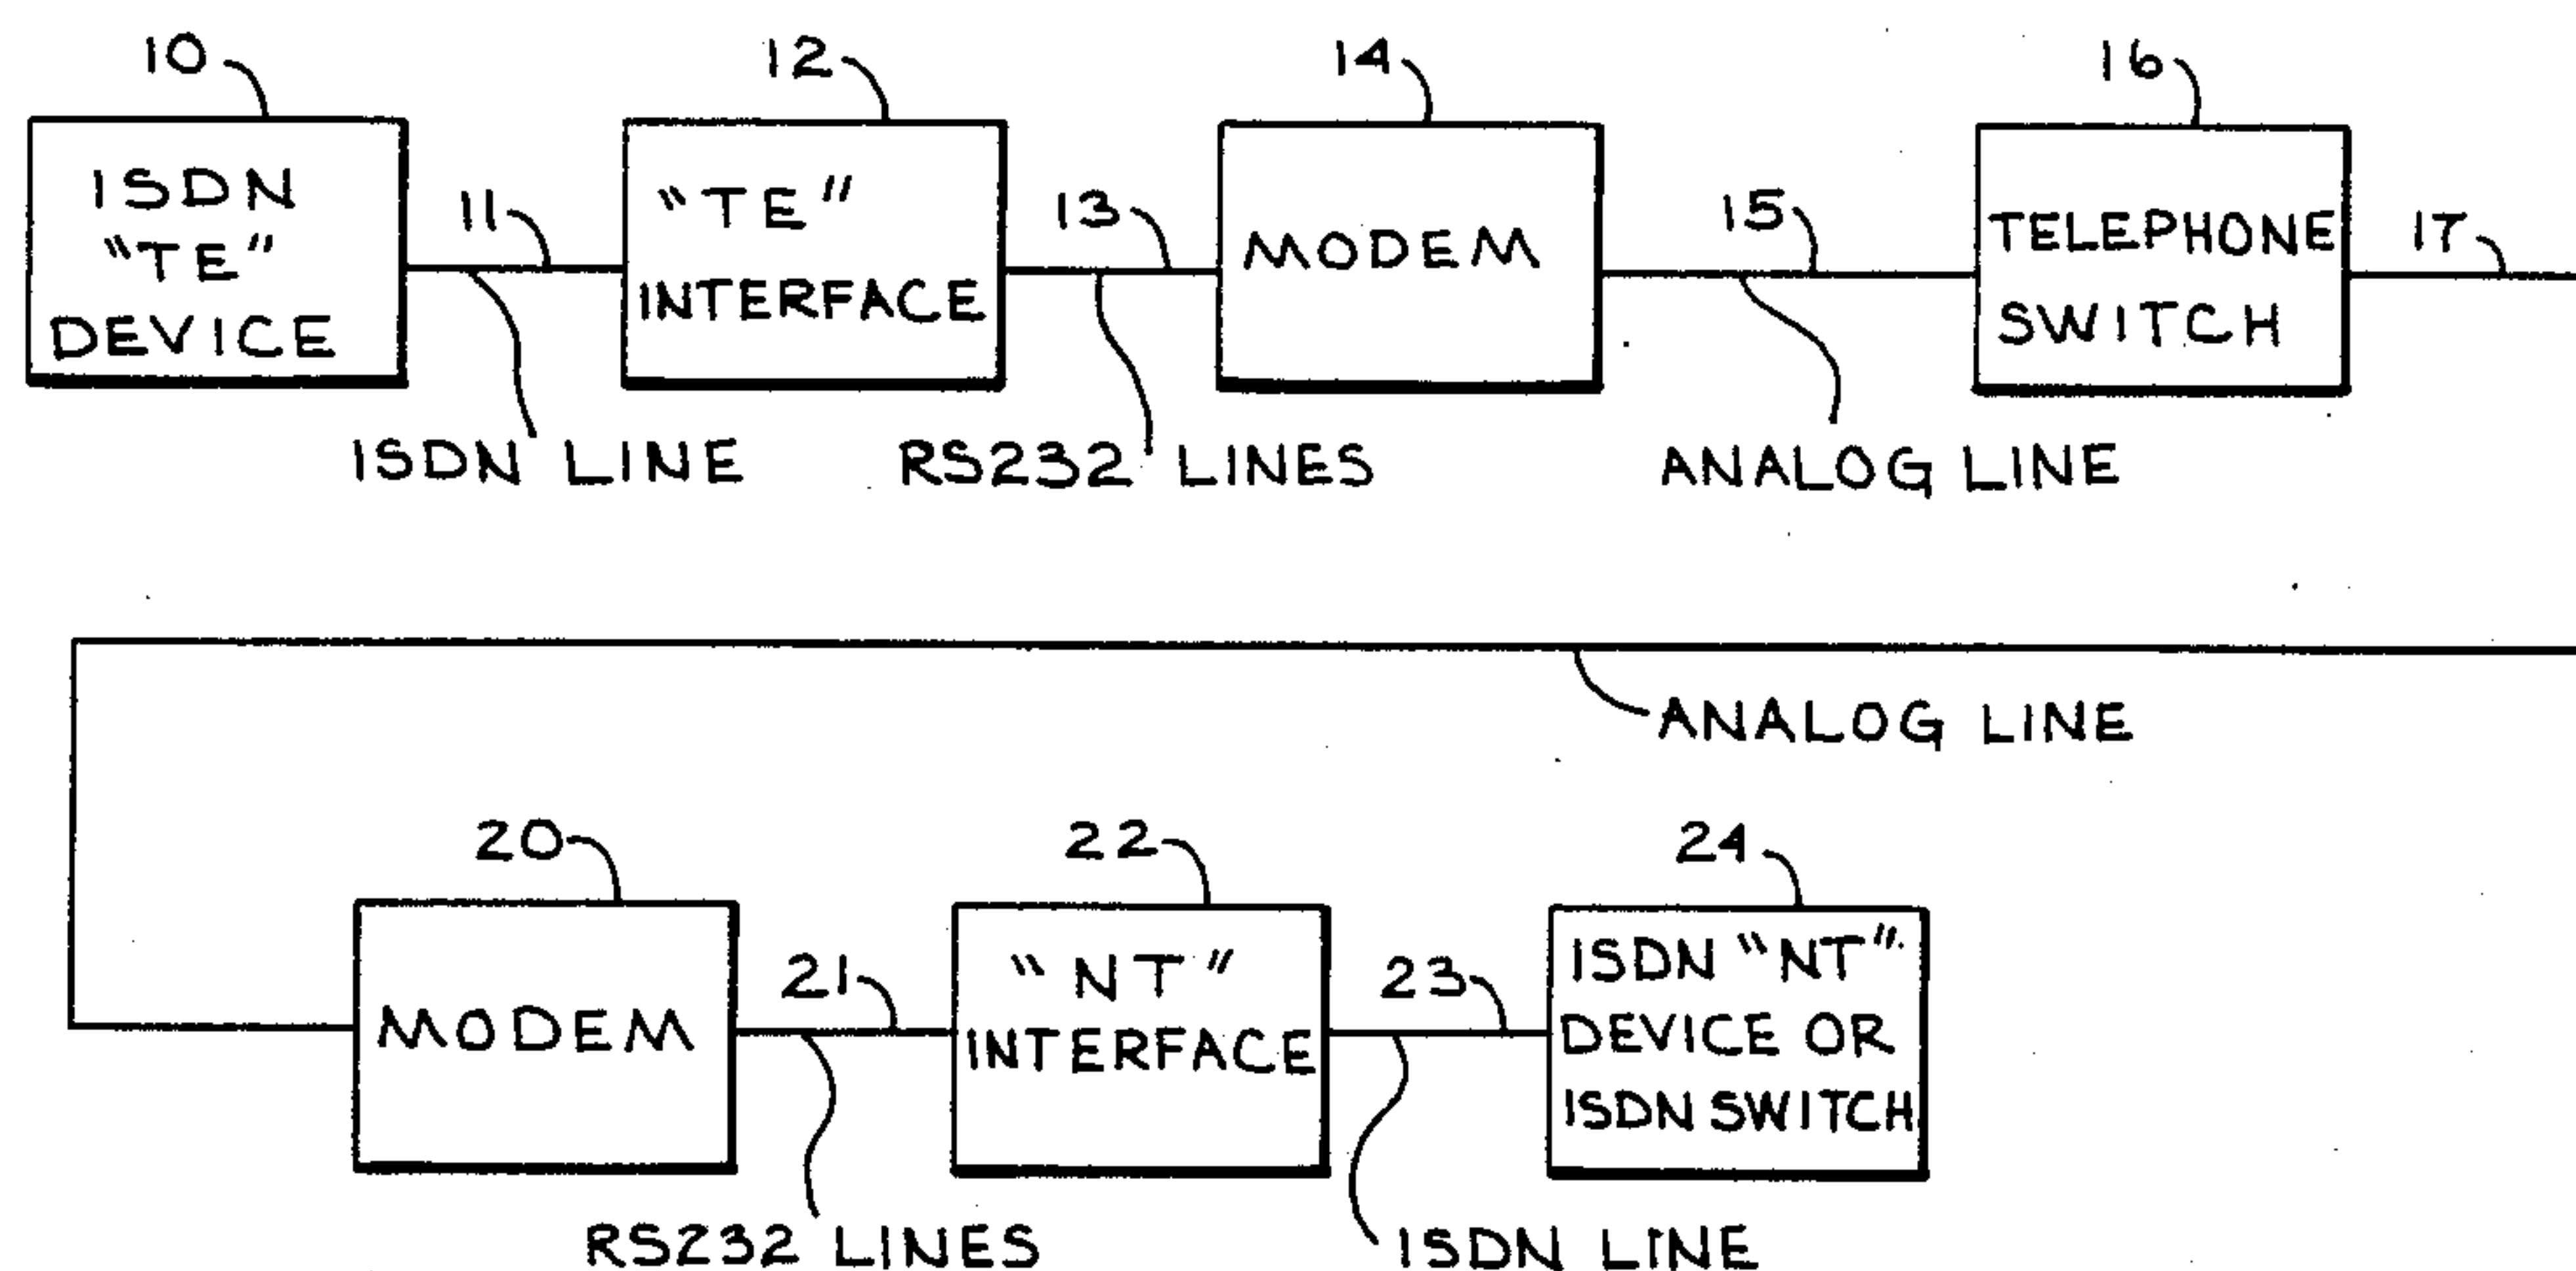 10
12
14
16
ISDN
"TE"
DEVICE
11
"TE"
INTERFACE
13
MODEM
15
TELEPHONE
SWITCH
17
ISDN LINE
RS232 LINES
ANALOG LINE
ANALOG LINE
20
22
24
MODEM
21
"NT"
INTERFACE
23
ISDN "NT"
DEVICE OR
ISDN SWITCH
RS232 LINES
ISDN LINE